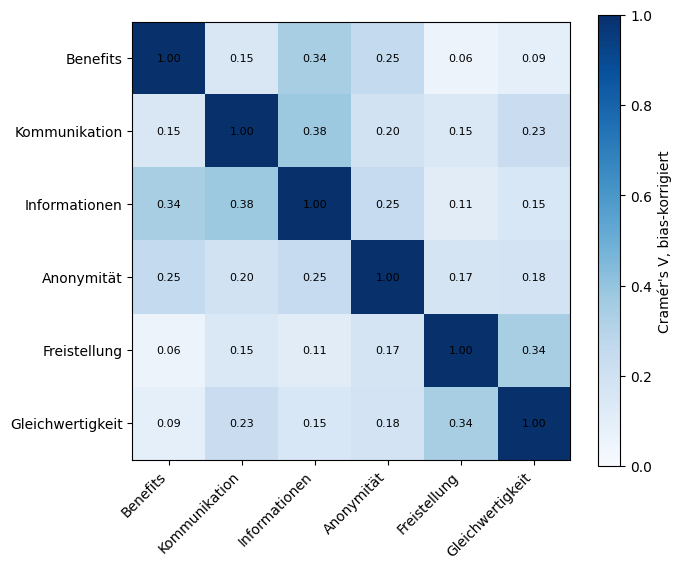 Benefits 1.00 0.15 0.34 0.25 0.06 0.09
Kommunikation 0.15 1.00 0.38 0.20 0.15 0.23
Informationen 0.34 0.38 1.00 0.25 0.11 0.15
Anonymität 0.25 0.20 0.25 1.00 0.17 0.18
Freistellung 0.06 0.15 0.11 0.17 1.00 0.34
Gleichwertigkeit 0.09 0.23 0.15 0.18 0.34 1.00
Benefits
Kommunikation
Informationen
Anonymität
Freistellung
Gleichwertigkeit
1.0
0.8
0.6
0.4
0.2
0.0
Cramér's V, bias-korrigiert